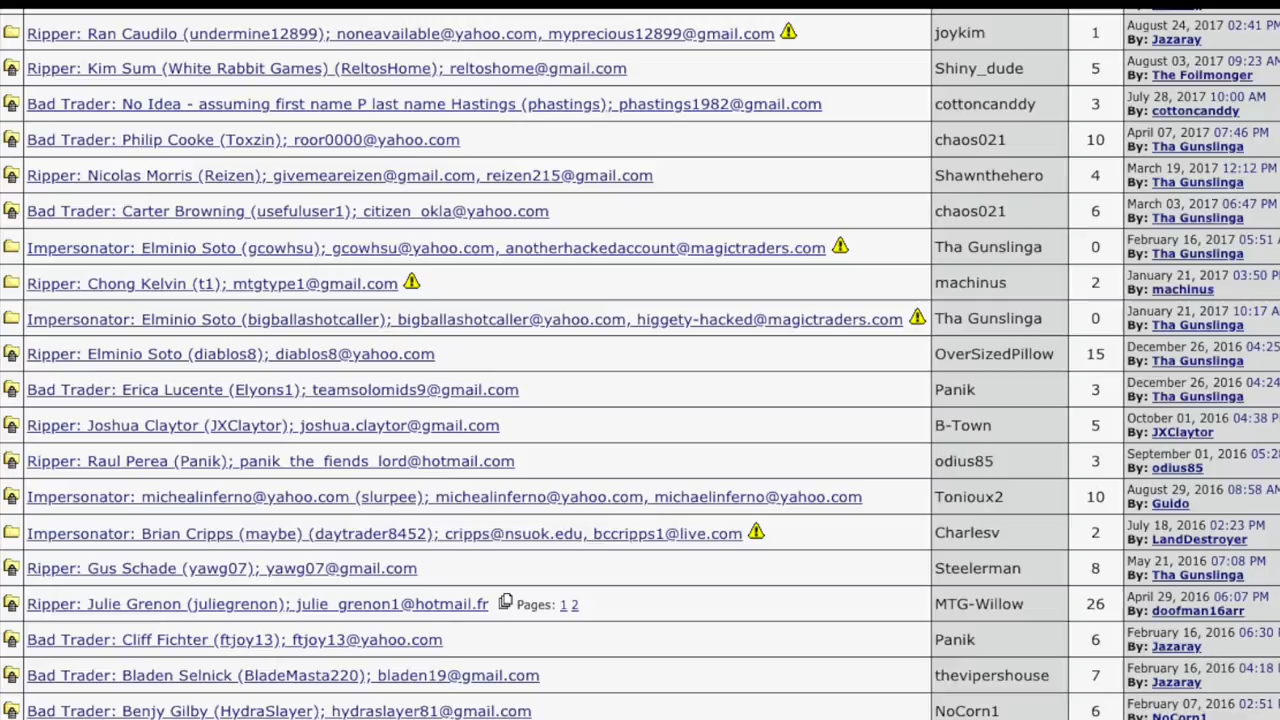 Ripper: Ran Caudilo (undermine12899); noneavailable@yahoo.com, myprecious12899@gmail.com joykim 1 August 24, 2017 02:41 PM
By: Jazaray
Ripper: Kim Sum (White Rabbit Games) (ReltosHome); reltoshome@gmail.com Shiny_dude 5 August 03, 2017 09:23 AM
By: The Foilmonger
Bad Trader: No Idea - assuming first name P last name Hastings (phastings); phastings1982@gmail.com cottoncanddy 3 July 28, 2017 10:00 AM
By: cottoncanddy
Bad Trader: Philip Cooke (Toxzin); roor0000@yahoo.com chaos021 10 April 07, 2017 07:46 PM
By: Tha Gunslinga
Ripper: Nicolas Morris (Reizen); givemeareizen@gmail.com, reizen215@gmail.com Shawnthehero 4 March 19, 2017 12:12 PM
By: Tha Gunslinga
Bad Trader: Carter Browning (usefuluser1); citizen_okla@yahoo.com chaos021 6 March 03, 2017 06:47 PM
By: Tha Gunslinga
Impersonator: Elminio Soto (gcowhsu); gcowhsu@yahoo.com, anotherhackedaccount@magictraders.com Tha Gunslinga 0 February 16, 2017 05:51
By: Tha Gunslinga
Ripper: Chong Kelvin (t1); mtgtype1@gmail.com machinus 2 January 21, 2017 03:50 P
By: machinus
Impersonator: Elminio Soto (bigballashotcaller); bigballashotcaller@yahoo.com, higgety-hacked@magictraders.com Tha Gunslinga 0 January 21, 2017 10:17 A
By: Tha Gunslinga
Ripper: Elminio Soto (diablos8); diablos8@yahoo.com OverSizedPillow 15 December 26, 2016 04:25
By: Tha Gunslinga
Bad Trader: Erica Lucente (Elyons1); teamsolomids9@gmail.com Panik 3 December 26, 2016 04:24
By: Tha Gunslinga
Ripper: Joshua Claytor (JXClaytor); joshua.claytor@gmail.com B-Town 5 October 01, 2016 04:38 P
By: JXClaytor
Ripper: Raul Perea (Panik); panik_the_fiends_lord@hotmail.com odius85 3 September 01, 2016 05:28
By: odius85
Impersonator: michealinferno@yahoo.com (slurpee); michealinferno@yahoo.com, michaelinferno@yahoo.com Tonioux2 10 August 29, 2016 08:58 AM
By: Guido
Impersonator: Brian Cripps (maybe) (daytrader8452); cripps@nsuok.edu, bccripps1@live.com Charlesv 2 July 18, 2016 02:23 PM
By: LandDestroyer
Ripper: Gus Schade (yawg07); yawg07@gmail.com Steelerman 8 May 21, 2016 07:08 PM
By: Tha Gunslinga
Ripper: Julie Grenon (juliegrenon); julie_grenon1@hotmail.fr Pages: 1 2 MTG-Willow 26 April 29, 2016 06:07 PM
By: doofman16arr
Bad Trader: Cliff Fichter (ftjoy13); ftjoy13@yahoo.com Panik 6 February 16, 2016 06:30
By: Jazaray
Bad Trader: Bladen Selnick (BladeMasta220); bladen19@gmail.com thevipershouse 7 February 16, 2016 04:18 P
By: Jazaray
Bad Trader: Benjy Gilby (HydraSlayer); hydraslayer81@gmail.com NoCorn1 6 February 07, 2016 02:51
By: NoCorn1